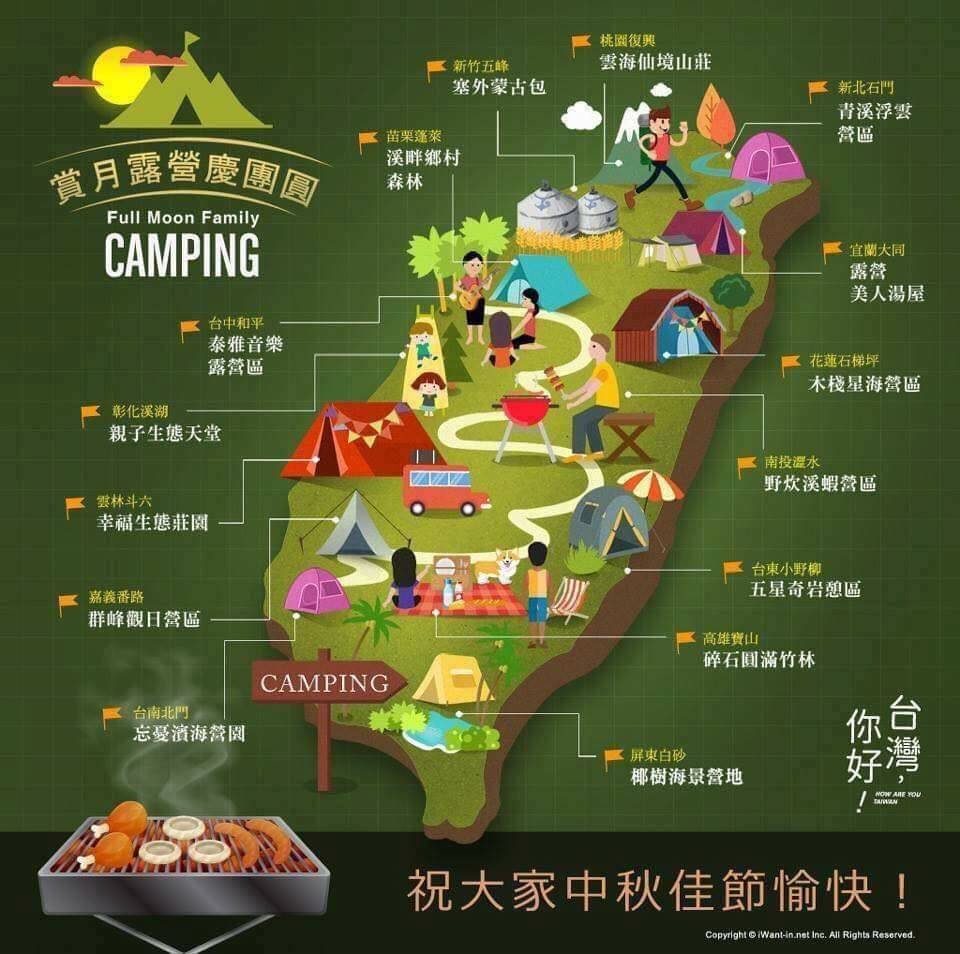 賞月露營慶團圓
Full Moon Family
CAMPING
桃園復興
雲海仙境山莊
新竹五峰
塞外蒙古包
新北石門
青溪浮雲
營區
苗栗蓬萊
溪畔鄉村
森林
宜蘭大同
露營
美人湯屋
台中和平
泰雅音樂
露營區
花蓮石梯坪
木棧星海營區
彰化溪湖
親子生態天堂
南投瀝水
野炊溪蝦營區
雲林斗六
幸福生態莊園
台東小野柳
五星奇岩憩區
嘉義番路
群峰觀日營區
高雄寶山
碎石圓滿竹林
CAMPING
台南北門
忘憂濱海營園
屏東白砂
椰樹海景營地
台灣，
你好！
HOW ARE YOU
TAIWAN
祝大家中秋佳節愉快！
Copyright © iWant-in.net Inc. All Rights Reserved.